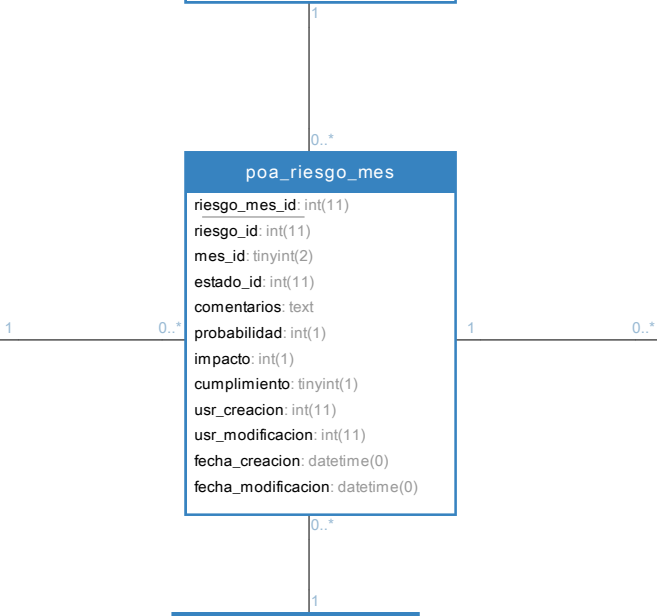 1
0..*
poa_riesgo_mes
riesgo_mes_id: int(11)
riesgo_id: int(11)
mes_id: tinyint(2)
estado_id: int(11)
comentarios: text
1 0..* probabilidad: int(1) 1 0..*
impacto: int(1)
cumplimiento: tinyint(1)
usr_creacion: int(11)
usr_modificacion: int(11)
fecha_creacion: datetime(0)
fecha_modificacion: datetime(0)
0..*
1